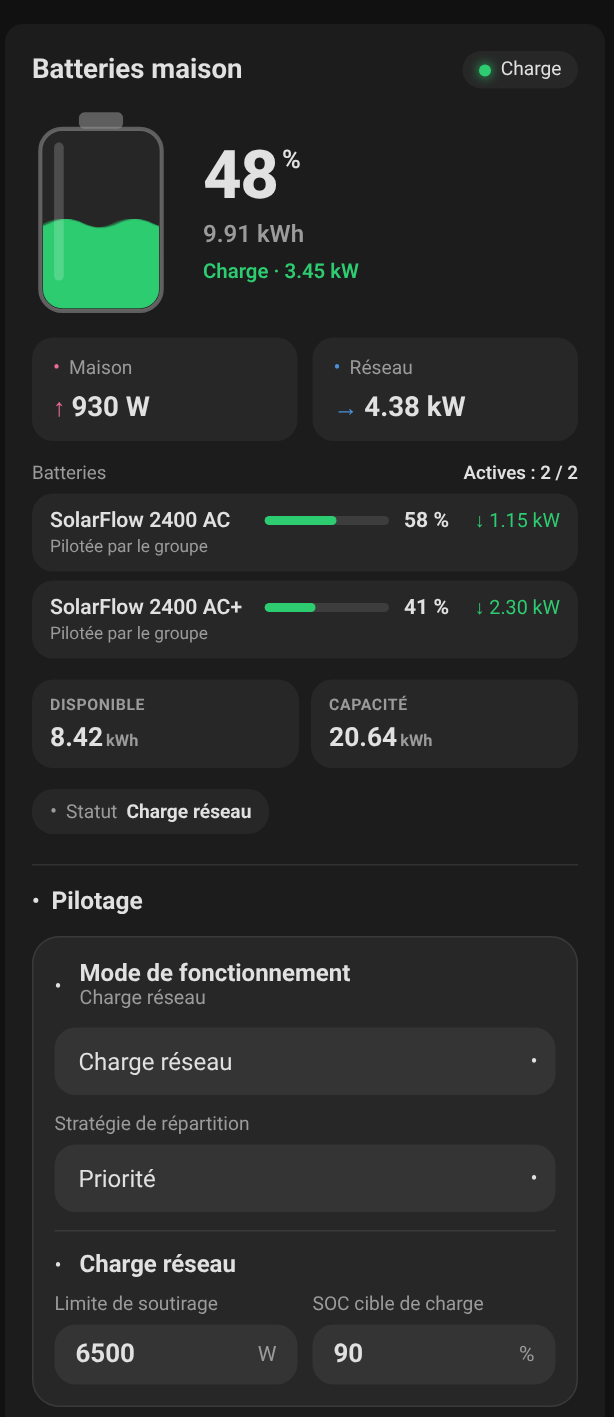 Batteries maison
Charge
48 %
9.91 kWh
Charge · 3.45 kW
• Maison
↑ 930 W
• Réseau
→ 4.38 kW
Batteries
Actives : 2 / 2
SolarFlow 2400 AC 58 % ↓ 1.15 kW
Pilotée par le groupe
SolarFlow 2400 AC+ 41 % ↓ 2.30 kW
Pilotée par le groupe
DISPONIBLE
8.42 kWh
CAPACITÉ
20.64 kWh
• Statut Charge réseau
• Pilotage
• Mode de fonctionnement
Charge réseau
Charge réseau •
Stratégie de répartition
Priorité •
• Charge réseau
Limite de soutirage
6500 W
SOC cible de charge
90 %